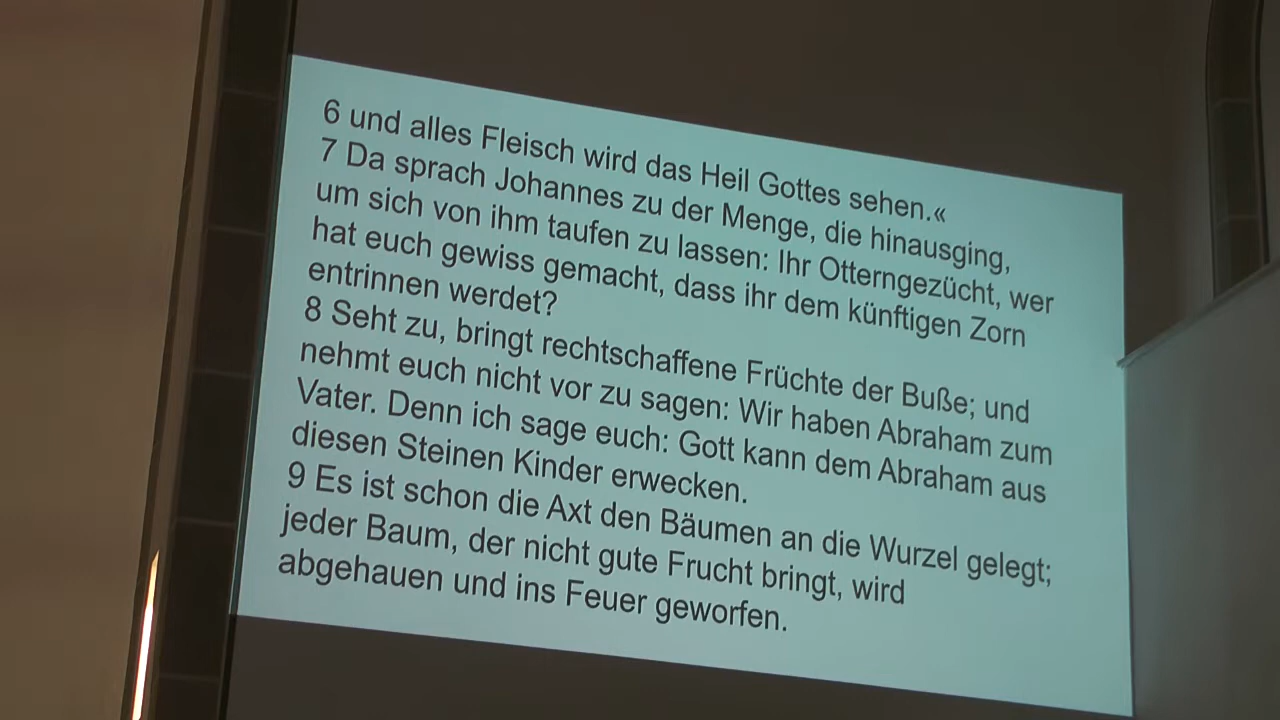 6 und alles Fleisch wird das Heil Gottes sehen.«
7 Da sprach Johannes zu der Menge, die hinausging,
um sich von ihm taufen zu lassen: Ihr Otterngezücht, wer
hat euch gewiss gemacht, dass ihr dem künftigen Zorn
entrinnen werdet?
8 Seht zu, bringt rechtschaffene Früchte der Buße; und
nehmt euch nicht vor zu sagen: Wir haben Abraham zum
Vater. Denn ich sage euch: Gott kann dem Abraham aus
diesen Steinen Kinder erwecken.
9 Es ist schon die Axt den Bäumen an die Wurzel gelegt;
jeder Baum, der nicht gute Frucht bringt, wird
abgehauen und ins Feuer geworfen.